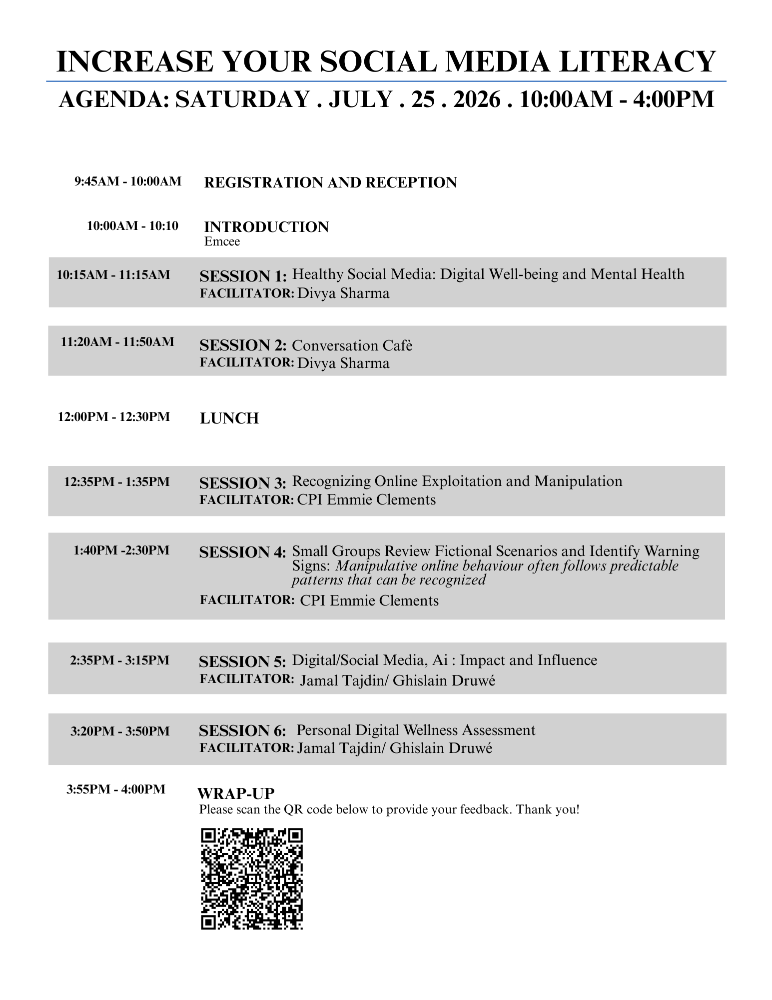 INCREASE YOUR SOCIAL MEDIA LITERACY
AGENDA: SATURDAY . JULY . 25 . 2026 . 10:00AM - 4:00PM
9:45AM - 10:00AM REGISTRATION AND RECEPTION
10:00AM - 10:10 INTRODUCTION
Emcee
10:15AM - 11:15AM SESSION 1: Healthy Social Media: Digital Well-being and Mental Health
FACILITATOR: Divya Sharma
11:20AM - 11:50AM SESSION 2: Conversation Cafè
FACILITATOR: Divya Sharma
12:00PM - 12:30PM LUNCH
12:35PM - 1:35PM SESSION 3: Recognizing Online Exploitation and Manipulation
FACILITATOR: CPI Emmie Clements
1:40PM -2:30PM SESSION 4: Small Groups Review Fictional Scenarios and Identify Warning
Signs: Manipulative online behaviour often follows predictable
patterns that can be recognized
FACILITATOR: CPI Emmie Clements
2:35PM - 3:15PM SESSION 5: Digital/Social Media, Ai : Impact and Influence
FACILITATOR: Jamal Tajdin/ Ghislain Druwé
3:20PM - 3:50PM SESSION 6: Personal Digital Wellness Assessment
FACILITATOR: Jamal Tajdin/ Ghislain Druwé
3:55PM - 4:00PM WRAP-UP
Please scan the QR code below to provide your feedback. Thank you!